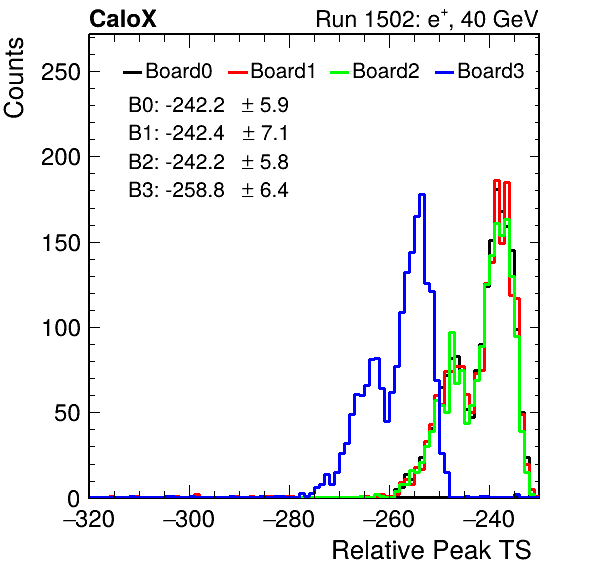 CaloX Run 1502: e⁺, 40 GeV
Counts
250
200
150
100
50
0
Board0 Board1 Board2 Board3
B0: -242.2 ± 5.9
B1: -242.4 ± 7.1
B2: -242.2 ± 5.8
B3: -258.8 ± 6.4
−320 −300 −280 −260 −240
Relative Peak TS